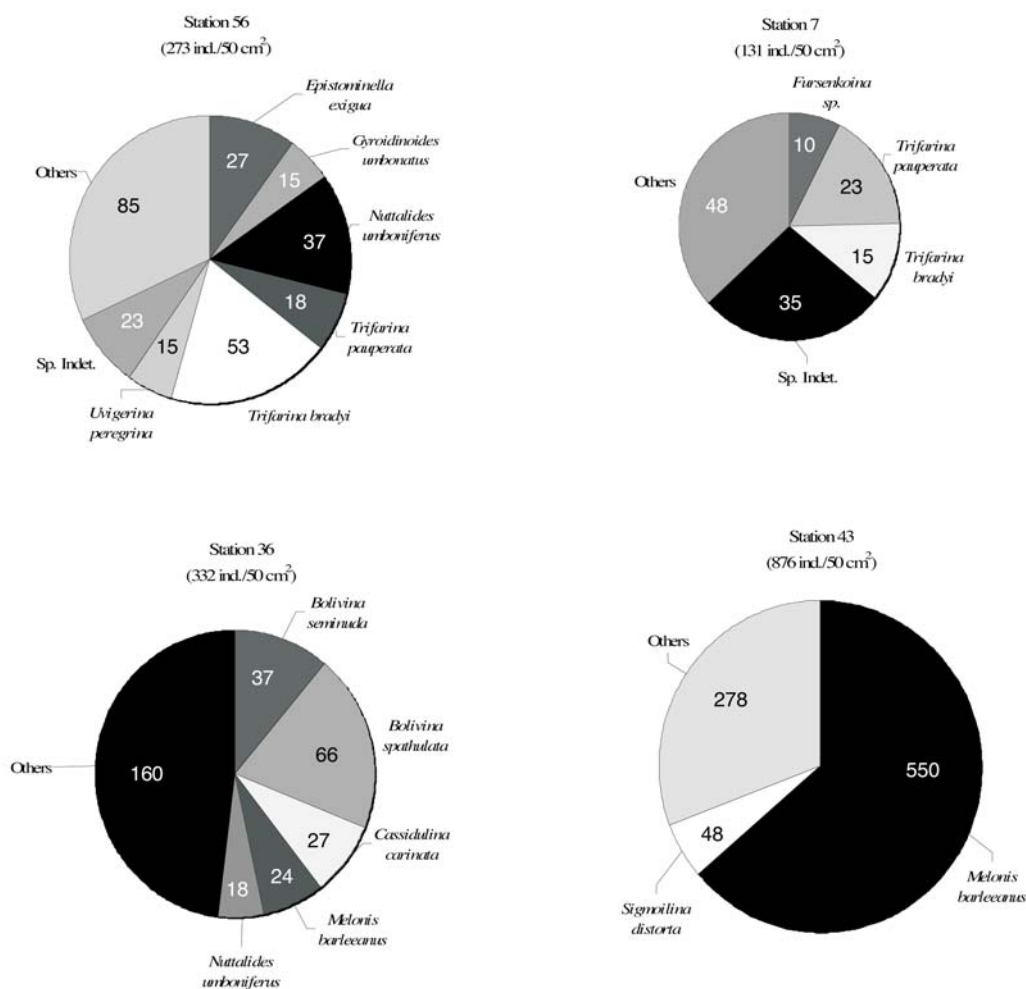 Station 56
(273 ind./50 cm²)
Epistominella
exigua
27
Gyroidinoides
umbonatus
15
Nuttalides
umboniferus
37
Trifarina
pauperata
18
Trifarina bradyi
53
Uvigerina
peregrina
15
Sp. Indet.
23
Others
85
Station 7
(131 ind./50 cm²)
Fursenkoina
sp.
10
Trifarina
pauperata
23
Trifarina
bradyi
15
Sp. Indet.
35
Others
48
Station 36
(332 ind./50 cm²)
Bolivina
seminuda
37
Bolivina
spathulata
66
Cassidulina
carinata
27
Melonis
barleeanus
24
Nuttalides
umboniferus
18
Others
160
Station 43
(876 ind./50 cm²)
Others
278
550
Melonis
barleeanus
48
Sigmoilina
distorta